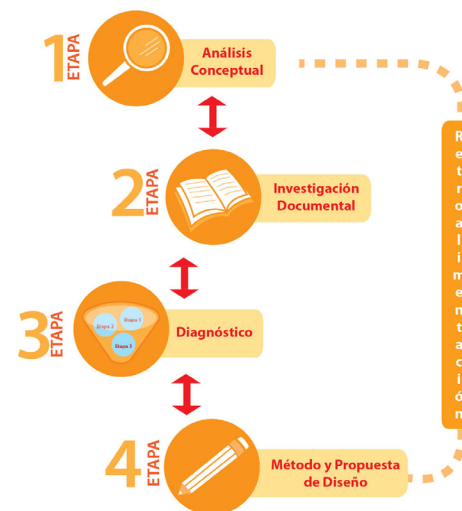 1 ETAPA
Análisis
Conceptual
2 ETAPA
Investigación
Documental
3 ETAPA
Etapa 2
Etapa 1
Etapa 3
Diagnóstico
4 ETAPA
Método y Propuesta
de Diseño
Retroalimentación